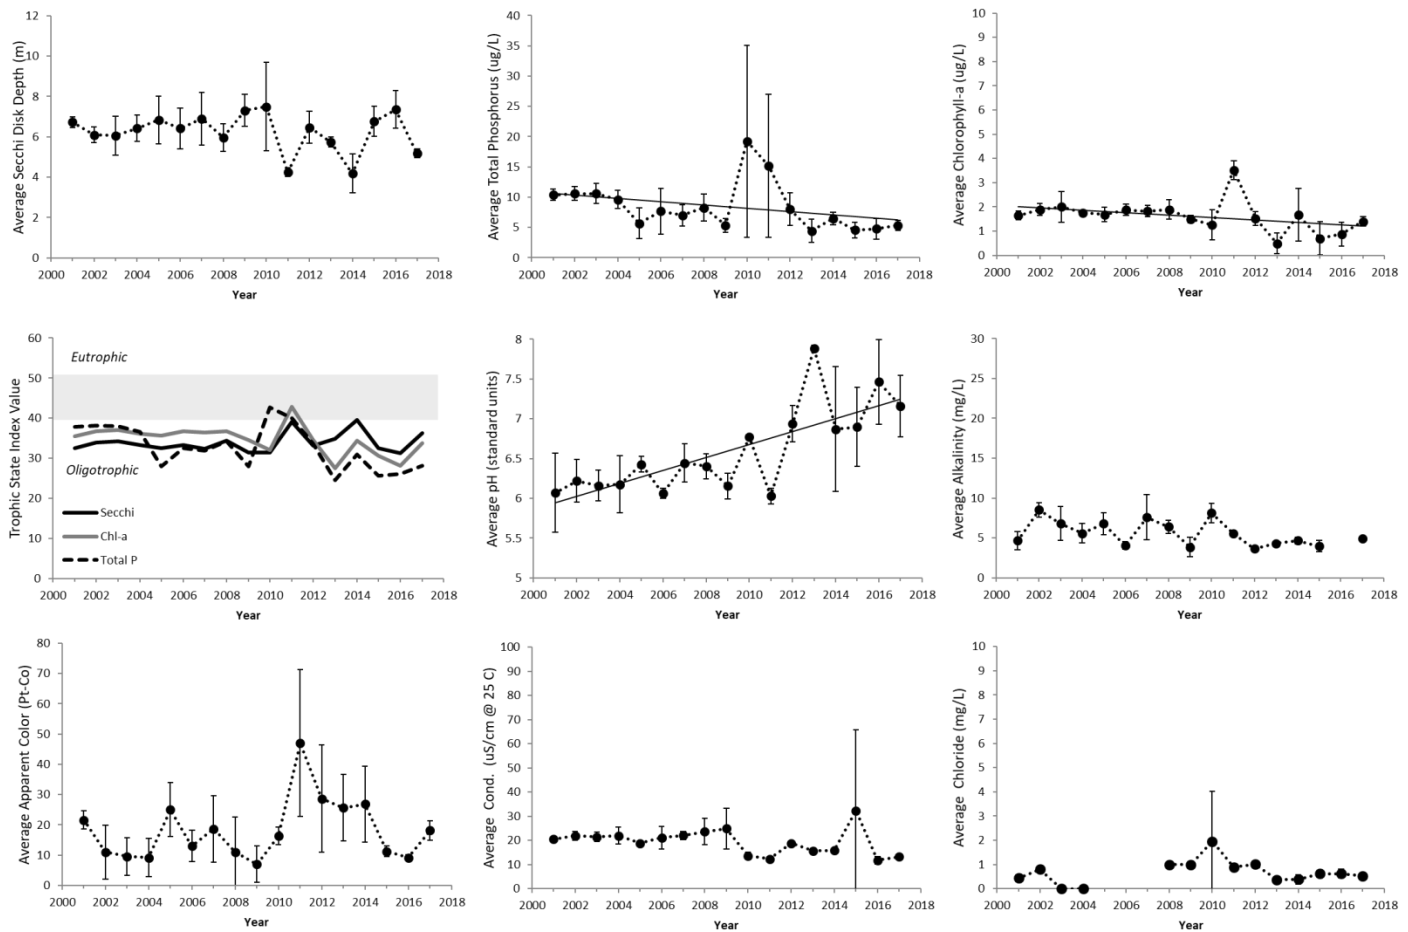 Average Secchi Disk Depth (m)
12
10
8
6
4
2
0
2000 2002 2004 2006 2008 2010 2012 2014 2016 2018
Year
Average Total Phosphorus (ug/L)
40
35
30
25
20
15
10
5
0
2000 2002 2004 2006 2008 2010 2012 2014 2016 2018
Year
Average Chlorophyll-a (ug/L)
10
9
8
7
6
5
4
3
2
1
0
2000 2002 2004 2006 2008 2010 2012 2014 2016 2018
Year
Trophic State Index Value
60
50
40
30
20
10
0
Eutrophic
Oligotrophic
Secchi
Chl-a
Total P
2000 2002 2004 2006 2008 2010 2012 2014 2016 2018
Year
Average pH (standard units)
8
7.5
7
6.5
6
5.5
5
2000 2002 2004 2006 2008 2010 2012 2014 2016 2018
Year
Average Alkalinity (mg/L)
30
25
20
15
10
5
0
2000 2002 2004 2006 2008 2010 2012 2014 2016 2018
Year
Average Apparent Color (Pt-Co)
80
70
60
50
40
30
20
10
0
2000 2002 2004 2006 2008 2010 2012 2014 2016 2018
Year
Average Cond. (uS/cm @ 25 C)
100
90
80
70
60
50
40
30
20
10
0
2000 2002 2004 2006 2008 2010 2012 2014 2016 2018
Year
Average Chloride (mg/L)
10
9
8
7
6
5
4
3
2
1
0
2000 2002 2004 2006 2008 2010 2012 2014 2016 2018
Year